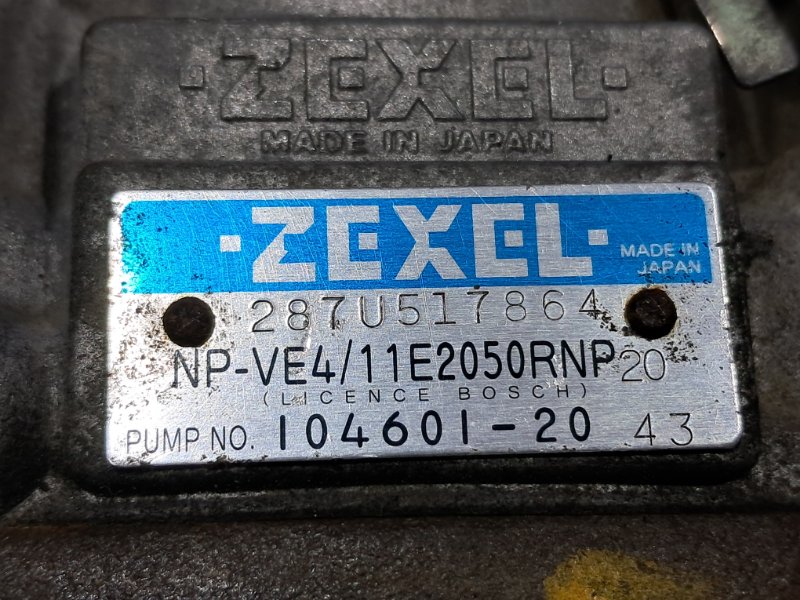 ·ZEXEL·
MADE IN JAPAN
·ZEXEL·
MADE IN
JAPAN
287U517864
NP-VE4/11E2050RNP20
(LICENCE BOSCH)
PUMP NO. 104601-20 43